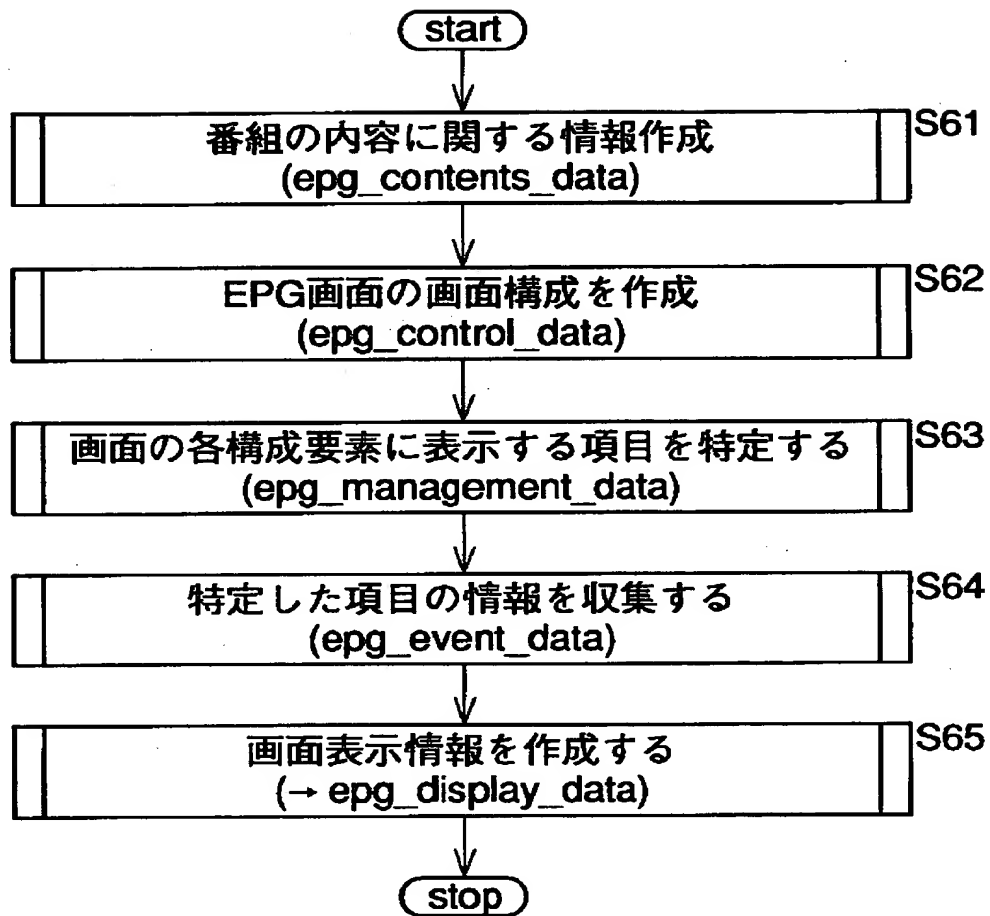 start
番組の内容に関する情報作成
(epg_contents_data)
S61
EPG画面の画面構成を作成
(epg_control_data)
S62
画面の各構成要素に表示する項目を特定する
(epg_management_data)
S63
特定した項目の情報を収集する
(epg_event_data)
S64
画面表示情報を作成する
(→ epg_display_data)
S65
stop